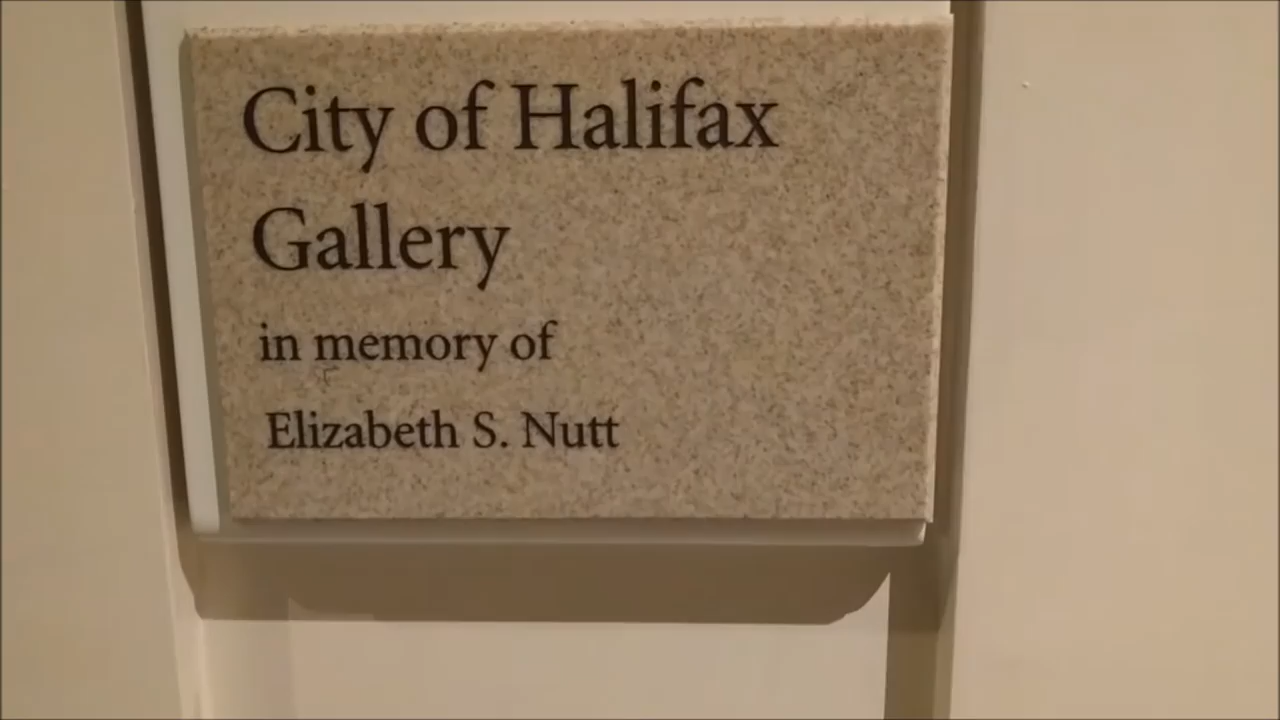 City of Halifax
Gallery
in memory of
Elizabeth S. Nutt